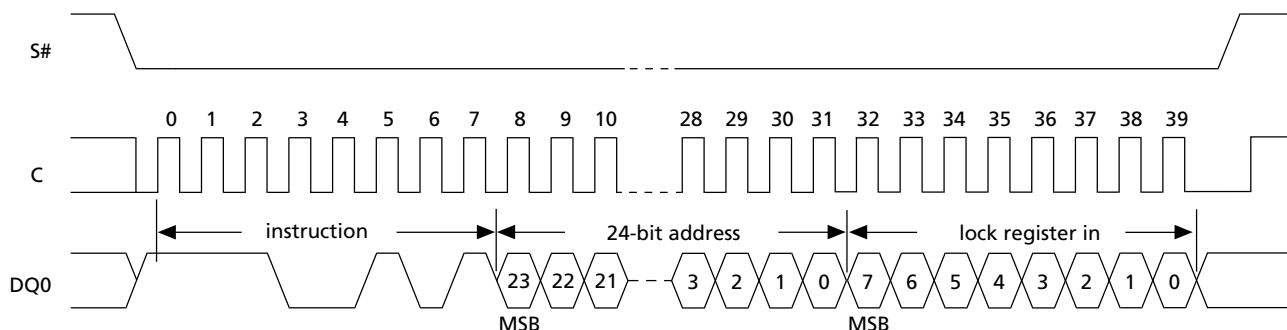 S#
0 1 2 3 4 5 6 7 8 9 10 28 29 30 31 32 33 34 35 36 37 38 39
C
instruction 24-bit address lock register in
DQ0 23 22 21 3 2 1 0 7 6 5 4 3 2 1 0
MSB MSB